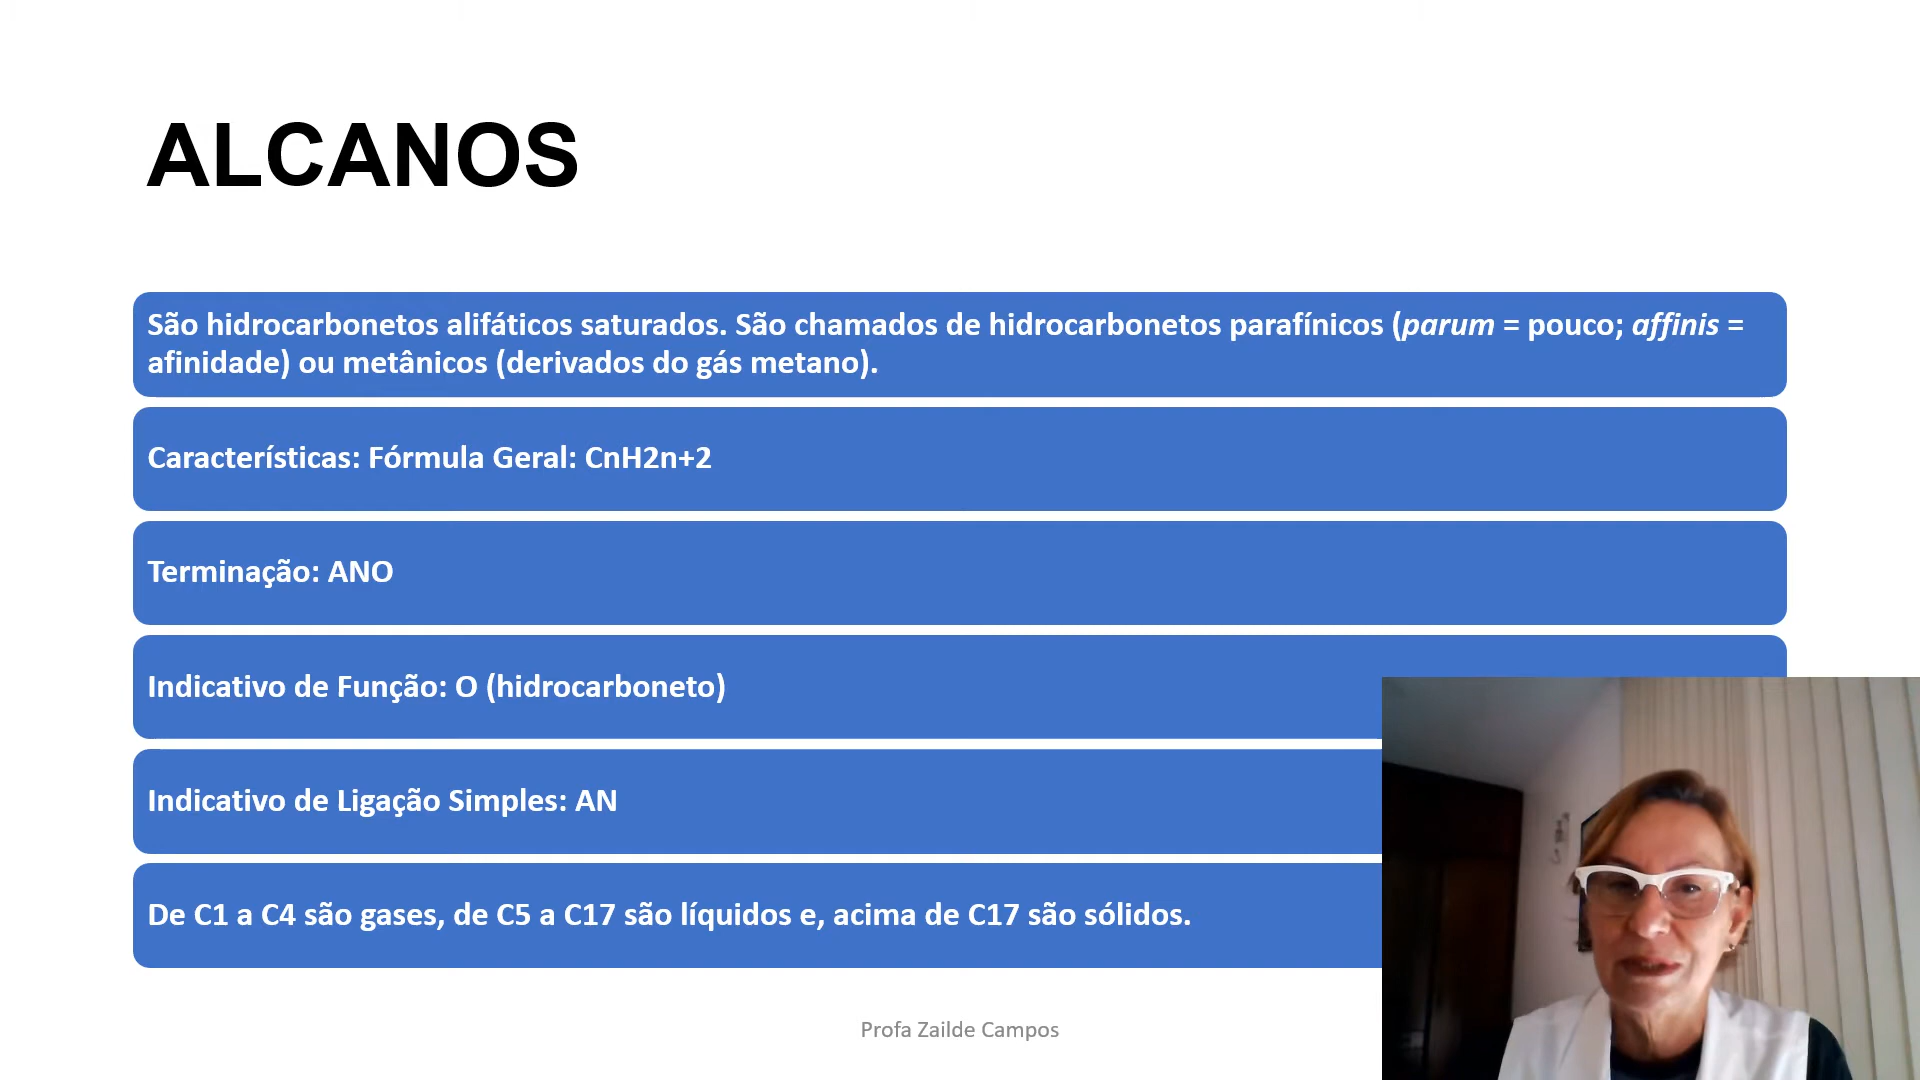 ALCANOS
São hidrocarbonetos alifáticos saturados. São chamados de hidrocarbonetos parafínicos (parum = pouco; affinis =
afinidade) ou metânicos (derivados do gás metano).
Características: Fórmula Geral: CnH2n+2
Terminação: ANO
Indicativo de Função: O (hidrocarboneto)
Indicativo de Ligação Simples: AN
De C1 a C4 são gases, de C5 a C17 são líquidos e, acima de C17 são sólidos.
Profa Zailde Campos